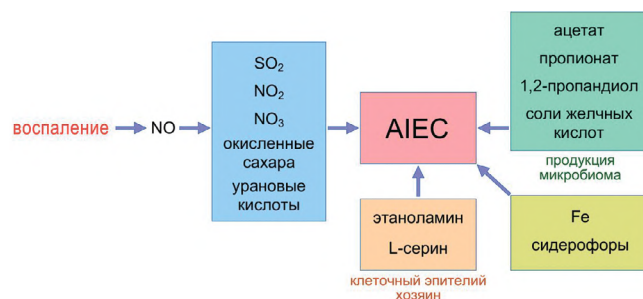 воспаление
NO
SO₂
NO₂
NO₃
окисленные
сахара
урановые
кислоты
AIEC
ацетат
пропионат
1,2-пропандиол
соли желчных
кислот
продукция
микробиома
этаноламин
L-серин
клеточный эпителий
хозяин
Fe
сидерофоры